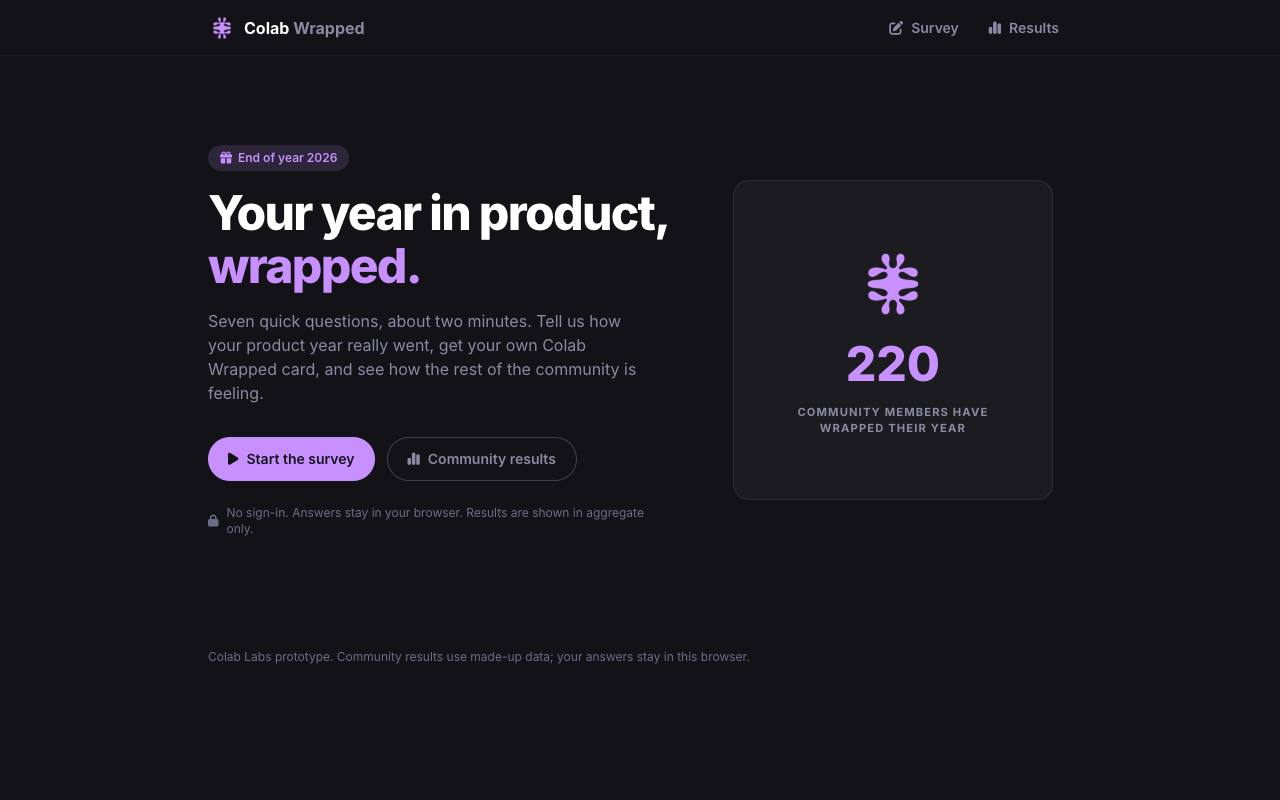 Colab Wrapped
Survey
Results
End of year 2026
Your year in product,
wrapped.
Seven quick questions, about two minutes. Tell us how
your product year really went, get your own Colab
Wrapped card, and see how the rest of the community is
feeling.
Start the survey
Community results
No sign-in. Answers stay in your browser. Results are shown in aggregate
only.
220
COMMUNITY MEMBERS HAVE
WRAPPED THEIR YEAR
Colab Labs prototype. Community results use made-up data; your answers stay in this browser.